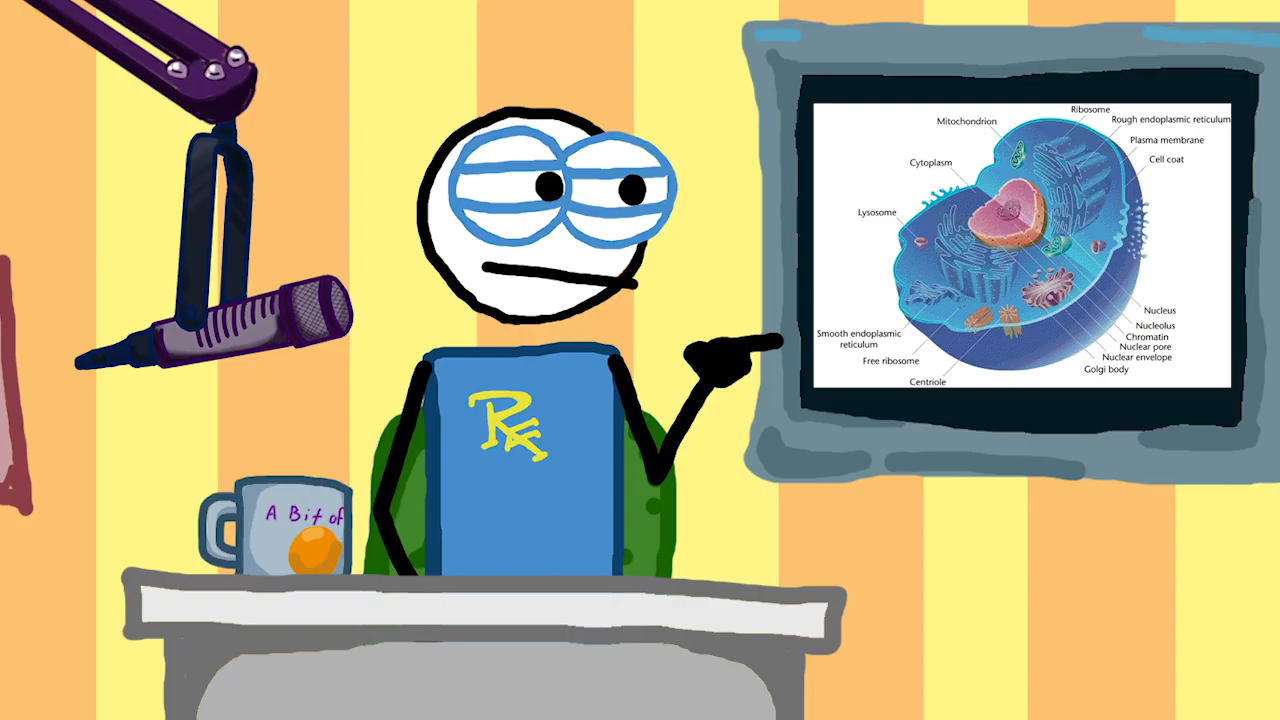 Ribosome
Mitochondrion
Rough endoplasmic reticulum
Plasma membrane
Cell coat
Cytoplasm
Lysosome
Nucleus
Nucleolus
Chromatin
Nuclear pore
Nuclear envelope
Golgi body
Smooth endoplasmic
reticulum
Free ribosome
Centriole
RA
A Bit of